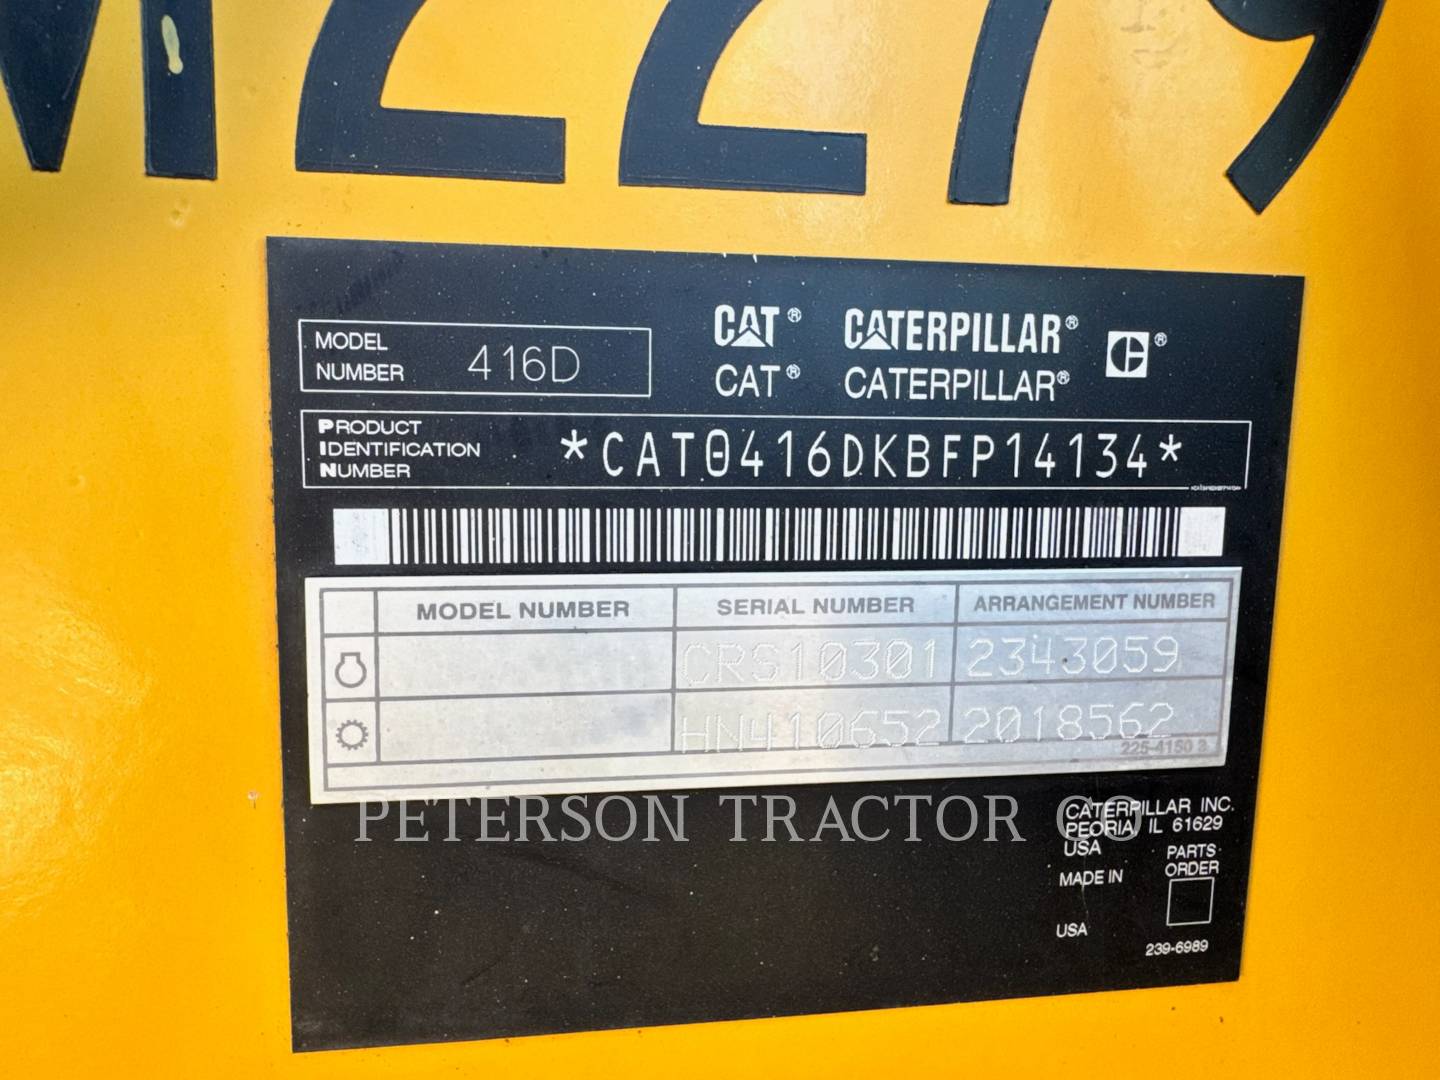 M2279
CAT® CATERPILLAR® ®
MODEL
NUMBER 416D
CAT® CATERPILLAR®
PRODUCT
IDENTIFICATION
NUMBER
*CAT0416DKBFP14134*
MODEL NUMBER SERIAL NUMBER ARRANGEMENT NUMBER
CRS10301 2343059
HN410652 2018562
225-4150 3
PETERSON TRACTOR CO
CATERPILLAR INC.
PEORIA, IL 61629
USA
PARTS
ORDER
MADE IN
USA
239-6989